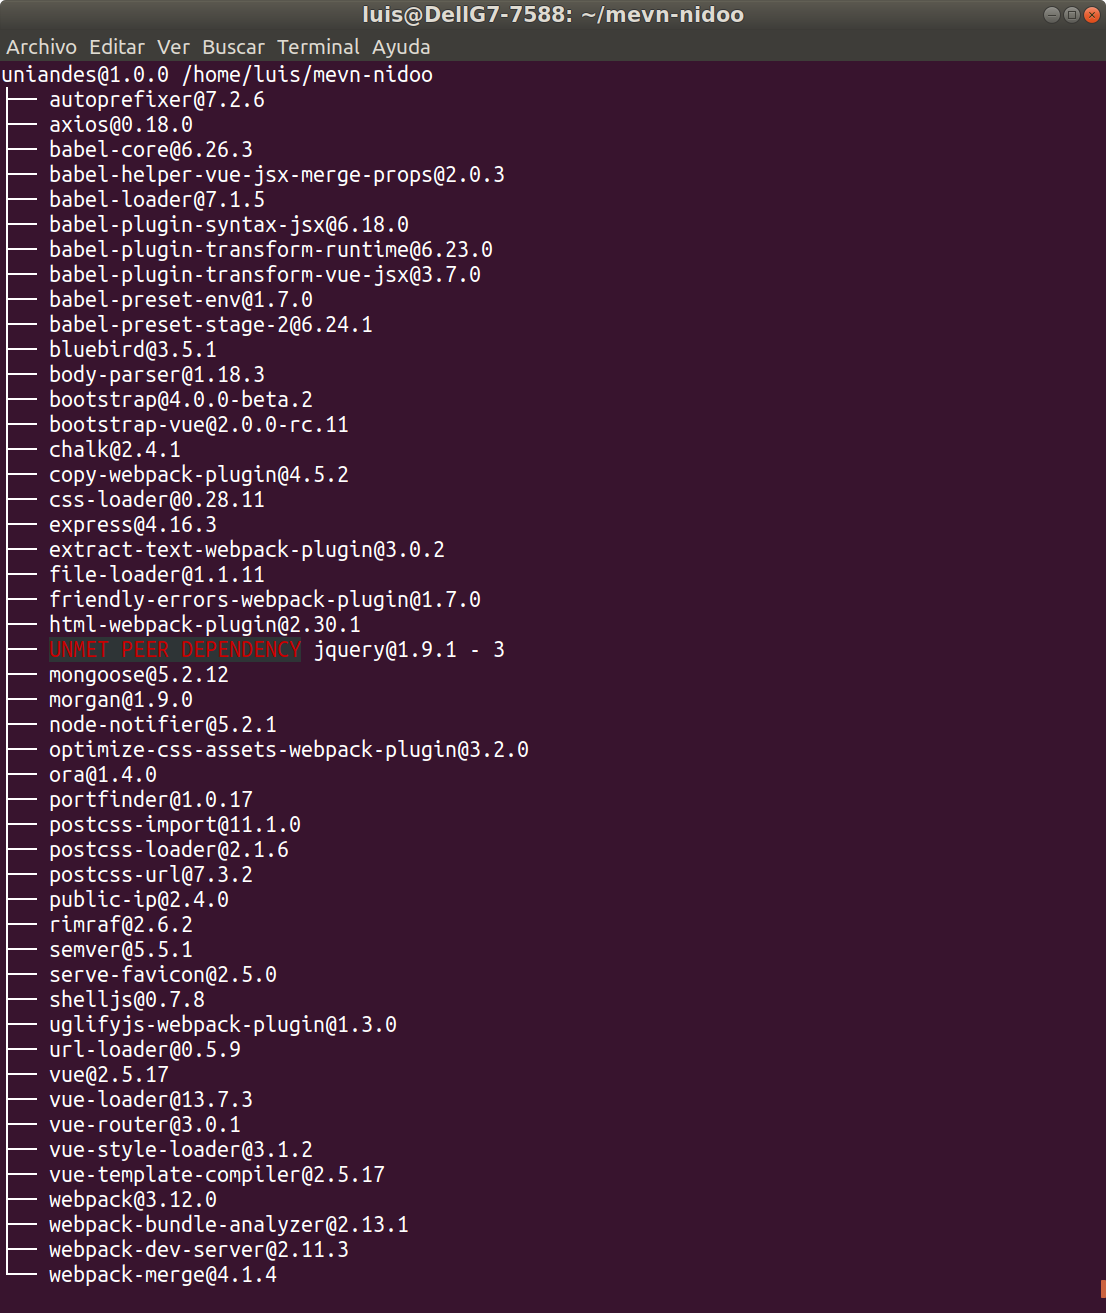 luis@DellG7-7588: ~/mevn-nidoo
Archivo Editar Ver Buscar Terminal Ayuda
uniandes@1.0.0 /home/luis/mevn-nidoo
├── autoprefixer@7.2.6
├── axios@0.18.0
├── babel-core@6.26.3
├── babel-helper-vue-jsx-merge-props@2.0.3
├── babel-loader@7.1.5
├── babel-plugin-syntax-jsx@6.18.0
├── babel-plugin-transform-runtime@6.23.0
├── babel-plugin-transform-vue-jsx@3.7.0
├── babel-preset-env@1.7.0
├── babel-preset-stage-2@6.24.1
├── bluebird@3.5.1
├── body-parser@1.18.3
├── bootstrap@4.0.0-beta.2
├── bootstrap-vue@2.0.0-rc.11
├── chalk@2.4.1
├── copy-webpack-plugin@4.5.2
├── css-loader@0.28.11
├── express@4.16.3
├── extract-text-webpack-plugin@3.0.2
├── file-loader@1.1.11
├── friendly-errors-webpack-plugin@1.7.0
├── html-webpack-plugin@2.30.1
├── UNMET PEER DEPENDENCY jquery@1.9.1 - 3
├── mongoose@5.2.12
├── morgan@1.9.0
├── node-notifier@5.2.1
├── optimize-css-assets-webpack-plugin@3.2.0
├── ora@1.4.0
├── portfinder@1.0.17
├── postcss-import@11.1.0
├── postcss-loader@2.1.6
├── postcss-url@7.3.2
├── public-ip@2.4.0
├── rimraf@2.6.2
├── semver@5.5.1
├── serve-favicon@2.5.0
├── shelljs@0.7.8
├── uglifyjs-webpack-plugin@1.3.0
├── url-loader@0.5.9
├── vue@2.5.17
├── vue-loader@13.7.3
├── vue-router@3.0.1
├── vue-style-loader@3.1.2
├── vue-template-compiler@2.5.17
├── webpack@3.12.0
├── webpack-bundle-analyzer@2.13.1
├── webpack-dev-server@2.11.3
└── webpack-merge@4.1.4